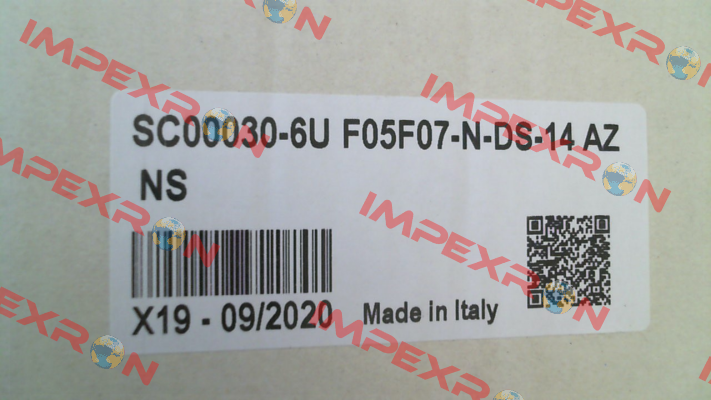 SC00030-6U F05F07-N-DS-14 AZ
NS
X19 - 09/2020 Made in Italy
IMPEXRON
IMPEXRON
IMPEXRON
IMPEXRON
IMPEXRON
IMPEXRON
IMPEXRON